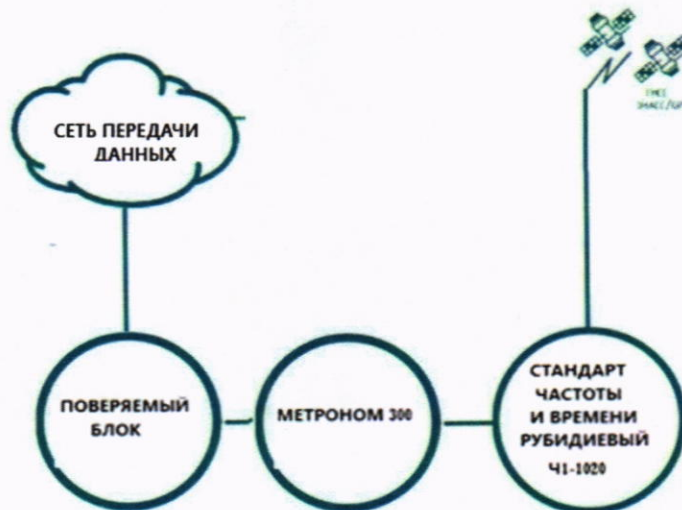 СЕТЬ ПЕРЕДАЧИ
ДАННЫХ
ПОВЕРЯЕМЫЙ
БЛОК
МЕТРОНОМ 300
СТАНДАРТ
ЧАСТОТЫ
И ВРЕМЕНИ
РУБИДИЕВЫЙ
Ч1-1020